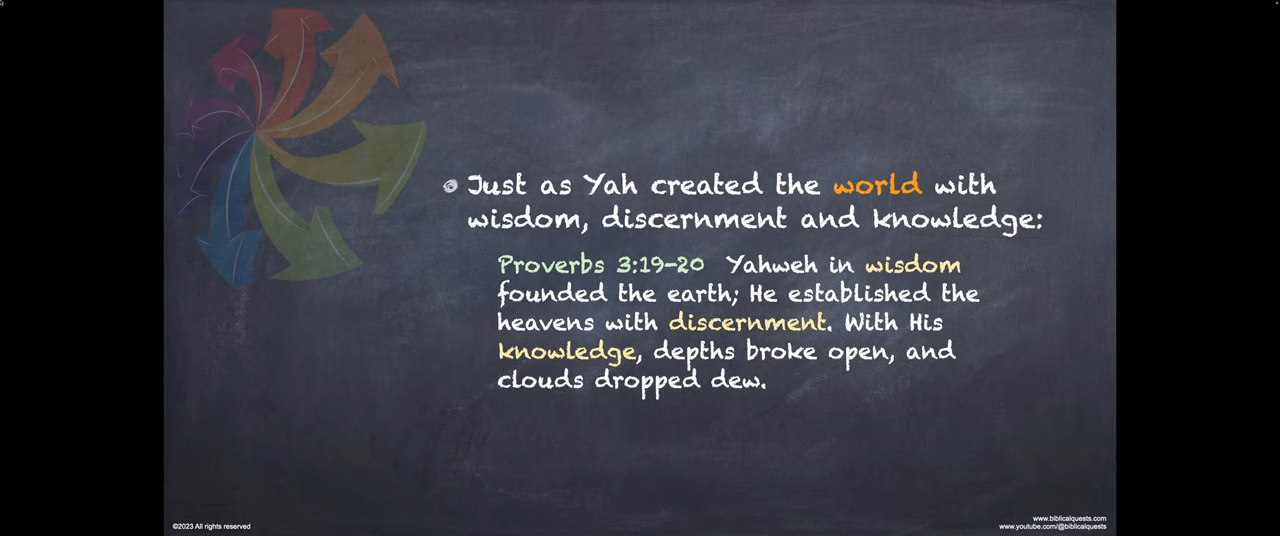 Just as Yah created the world with
wisdom, discernment and knowledge:
Proverbs 3:19-20 Yahweh in wisdom
founded the earth; He established the
heavens with discernment. With His
knowledge, depths broke open, and
clouds dropped dew.
©2023 All rights reserved
www.biblicalquests.com
www.youtube.com/@biblicalquests